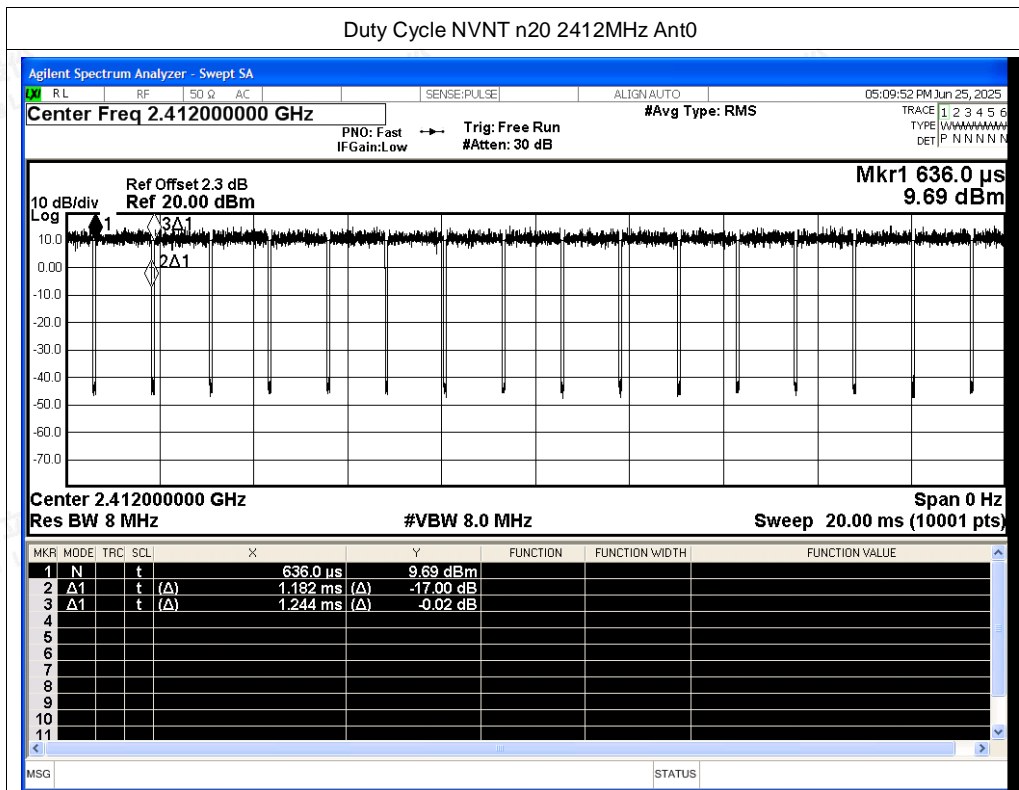 Duty Cycle NVNT n20 2412MHz Ant0
Agilent Spectrum Analyzer - Swept SA
LXI RL RF 50 Ω AC SENSE:PULSE ALIGN AUTO 05:09:52 PM Jun 25, 2025
Center Freq 2.412000000 GHz #Avg Type: RMS TRACE 1 2 3 4 5 6
PNO: Fast Trig: Free Run TYPE WWWWWW
IFGain:Low #Atten: 30 dB DET P N N N N N
Mkr1 636.0 µs
Ref Offset 2.3 dB
10 dB/div Ref 20.00 dBm 9.69 dBm
Log
1 3Δ1
10.0
2Δ1
0.00
-10.0
-20.0
-30.0
-40.0
-50.0
-60.0
-70.0
Center 2.412000000 GHz Span 0 Hz
Res BW 8 MHz #VBW 8.0 MHz Sweep 20.00 ms (10001 pts)
MKR MODE TRC SCL X Y FUNCTION FUNCTION WIDTH FUNCTION VALUE
1 N t 636.0 µs 9.69 dBm
2 Δ1 t (Δ) 1.182 ms (Δ) -17.00 dB
3 Δ1 t (Δ) 1.244 ms (Δ) -0.02 dB
4
5
6
7
8
9
10
11
MSG STATUS